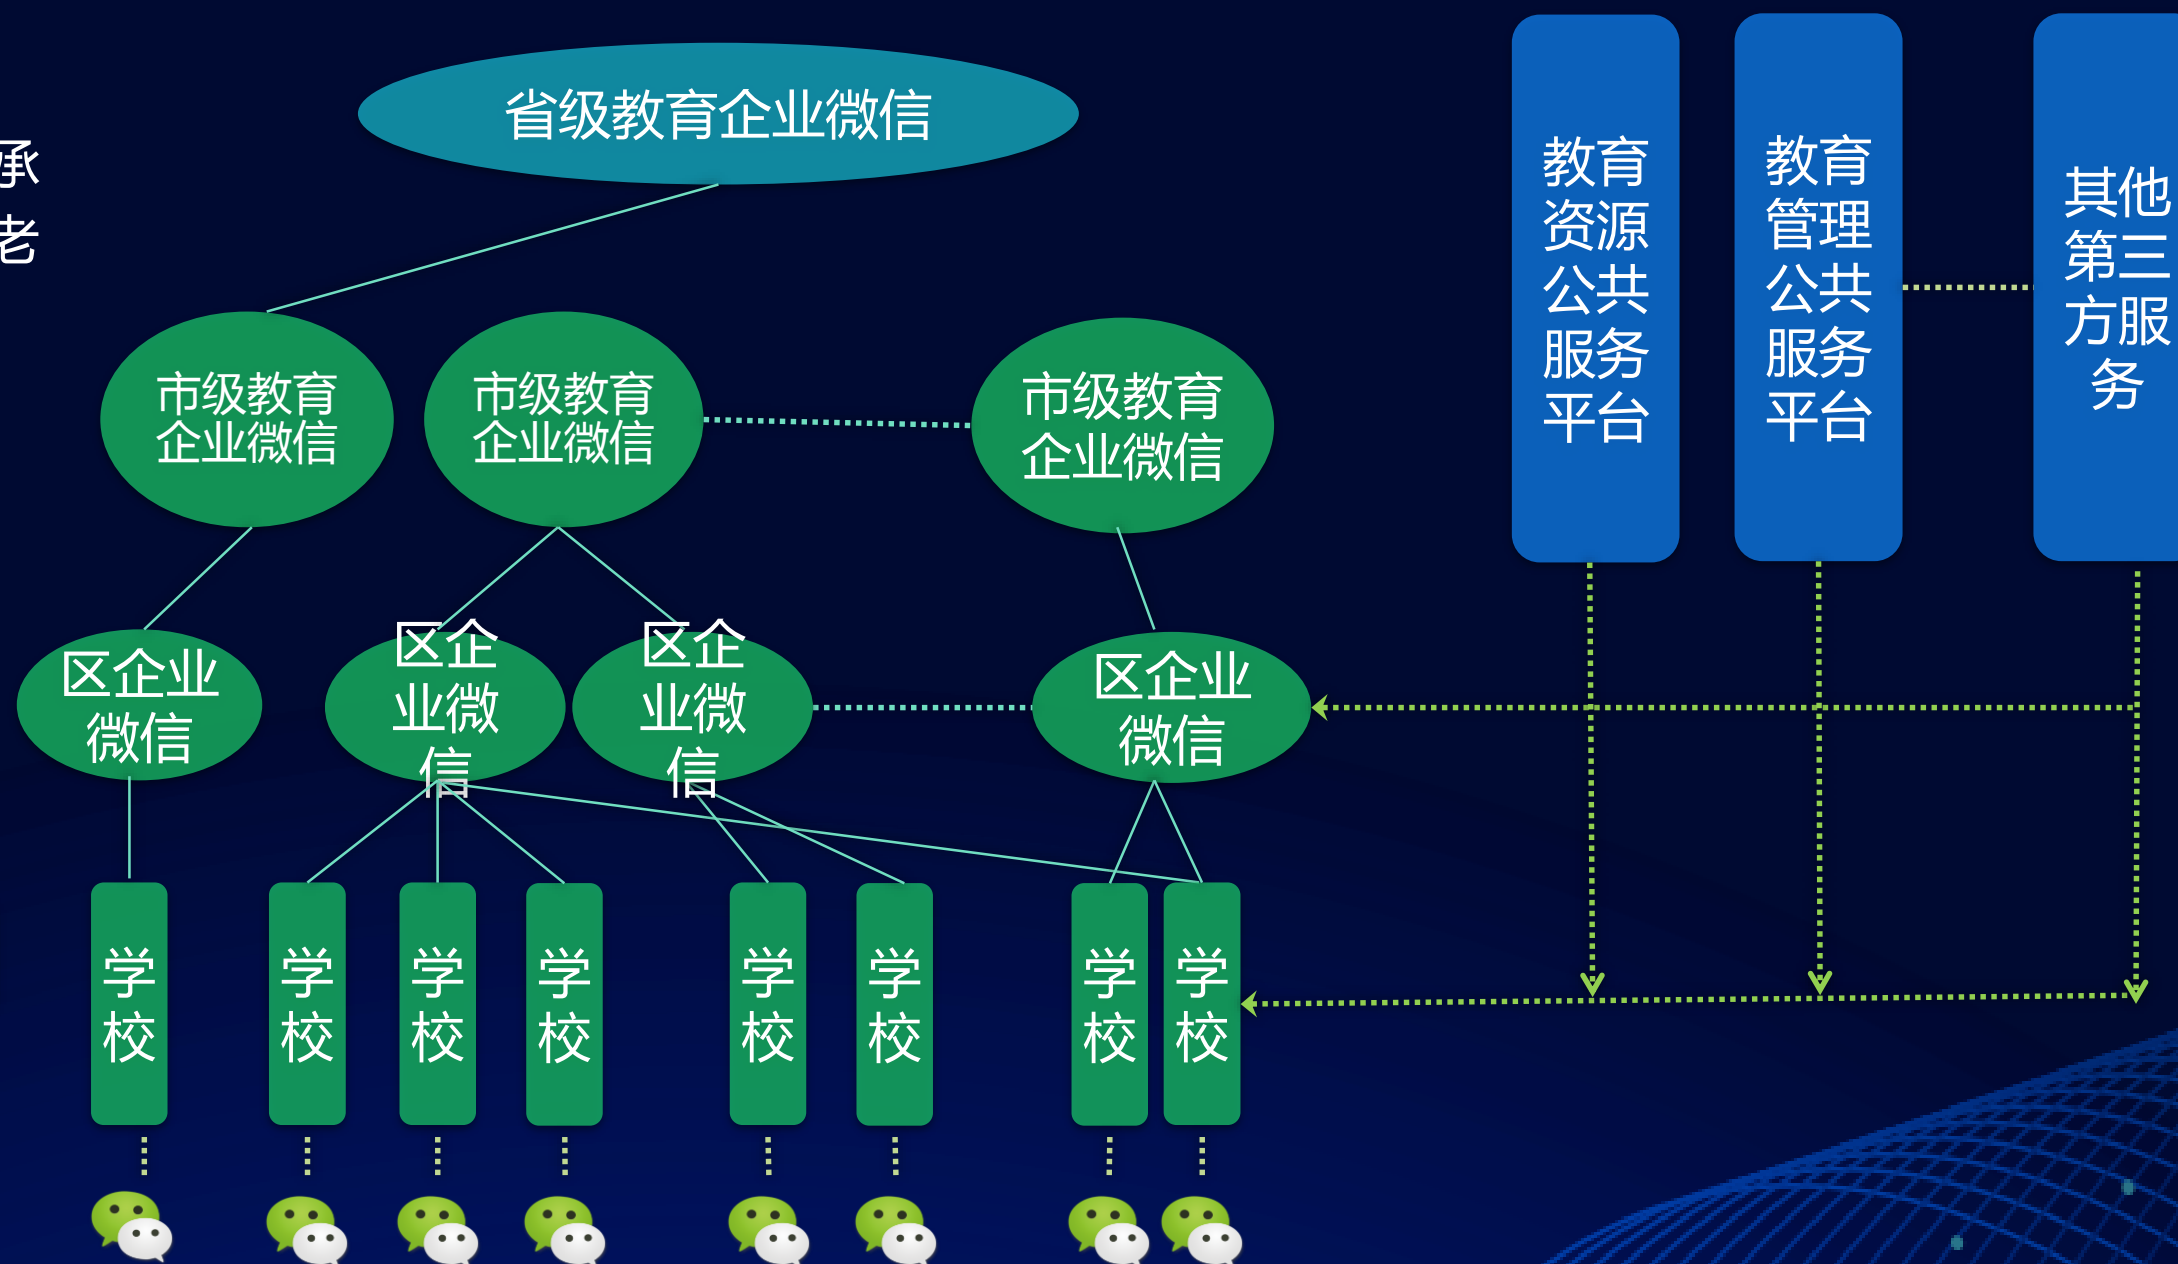 承
老
省级教育企业微信
市级教育
企业微信
市级教育
企业微信
市级教育
企业微信
区企业
微信
区企
业微
信
区企
业微
信
区企业
微信
学
校
学
校
学
校
学
校
学
校
学
校
学
校
学
校
教育
资源
公共
服务
平台
教育
管理
公共
服务
平台
其他
第三
方服
务